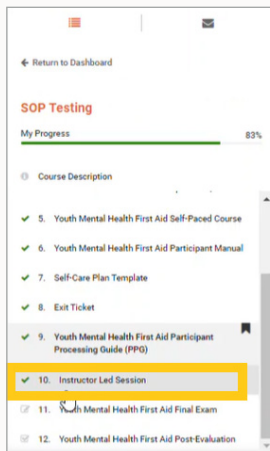 ← Return to Dashboard
SOP Testing
My Progress 83%
Course Description
5. Youth Mental Health First Aid Self-Paced Course
6. Youth Mental Health First Aid Participant Manual
7. Self-Care Plan Template
8. Exit Ticket
9. Youth Mental Health First Aid Participant
Processing Guide (PPG)
10. Instructor Led Session
11. Youth Mental Health First Aid Final Exam
12. Youth Mental Health First Aid Post-Evaluation